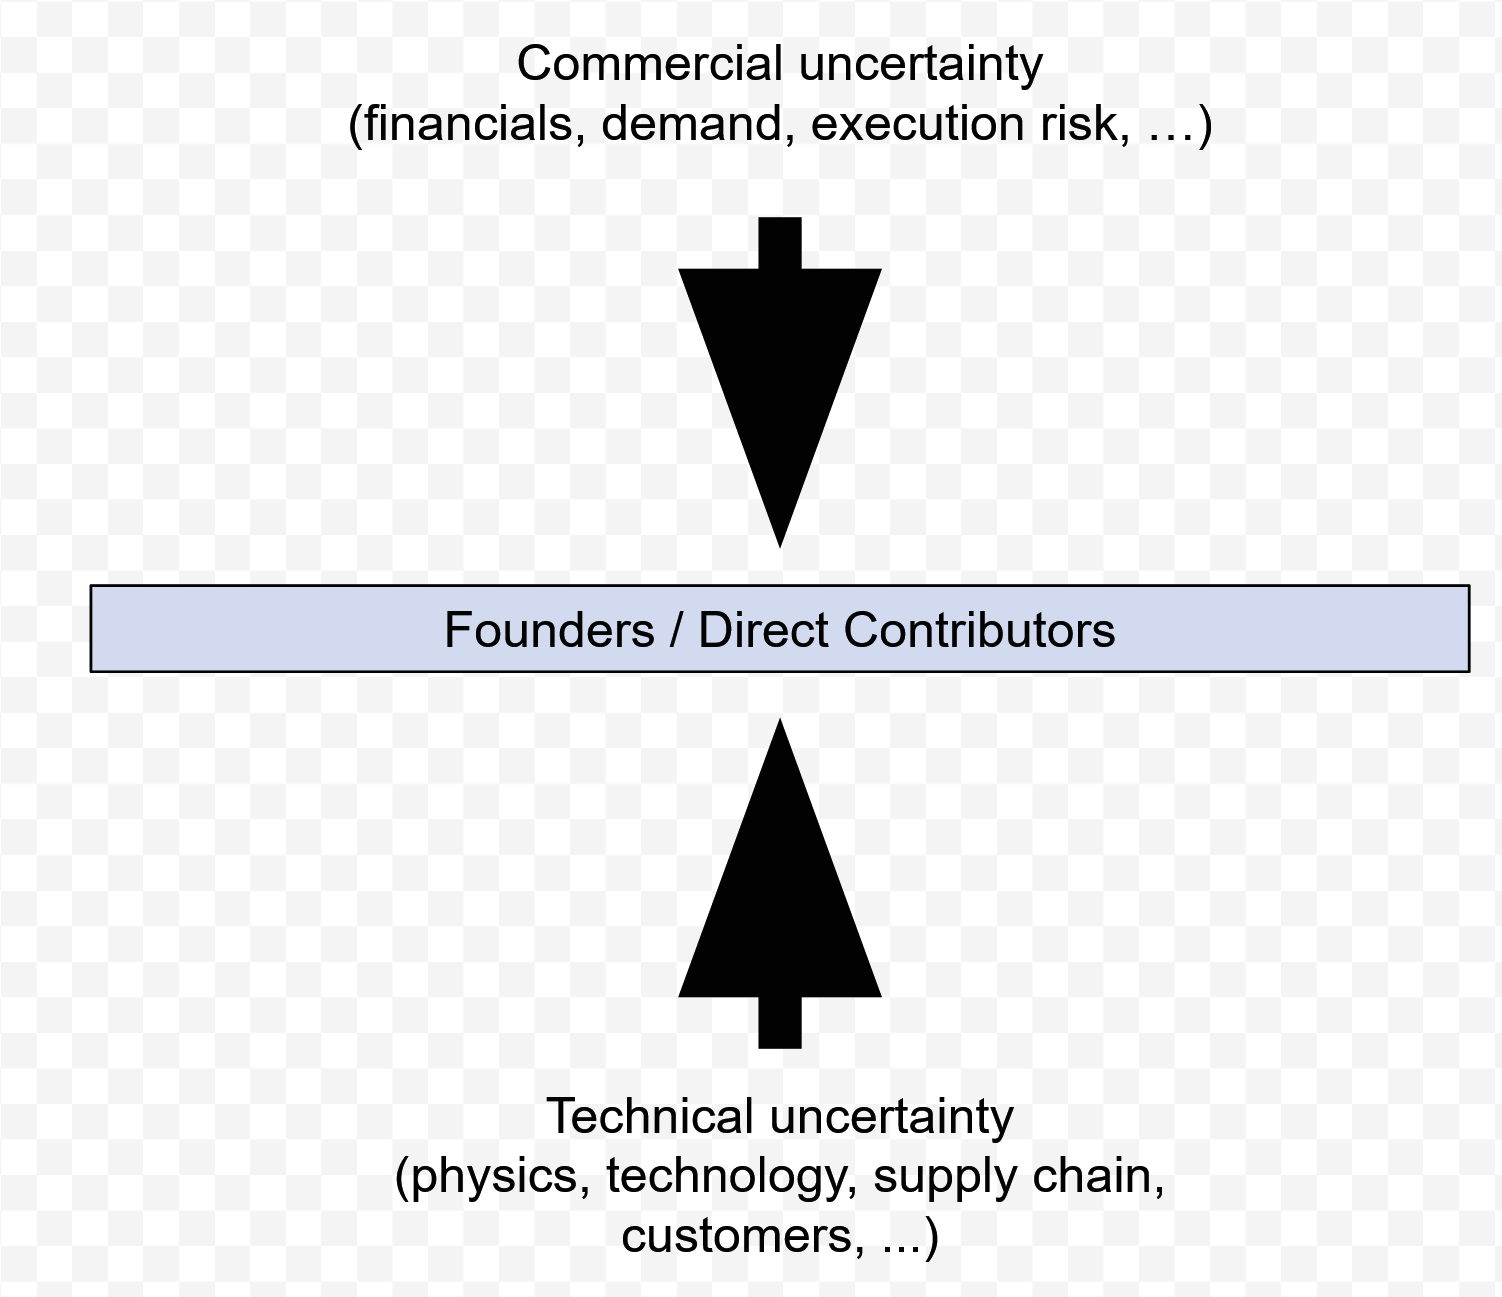 Commercial uncertainty
(financials, demand, execution risk, …)
Founders / Direct Contributors
Technical uncertainty
(physics, technology, supply chain,
customers, ...)